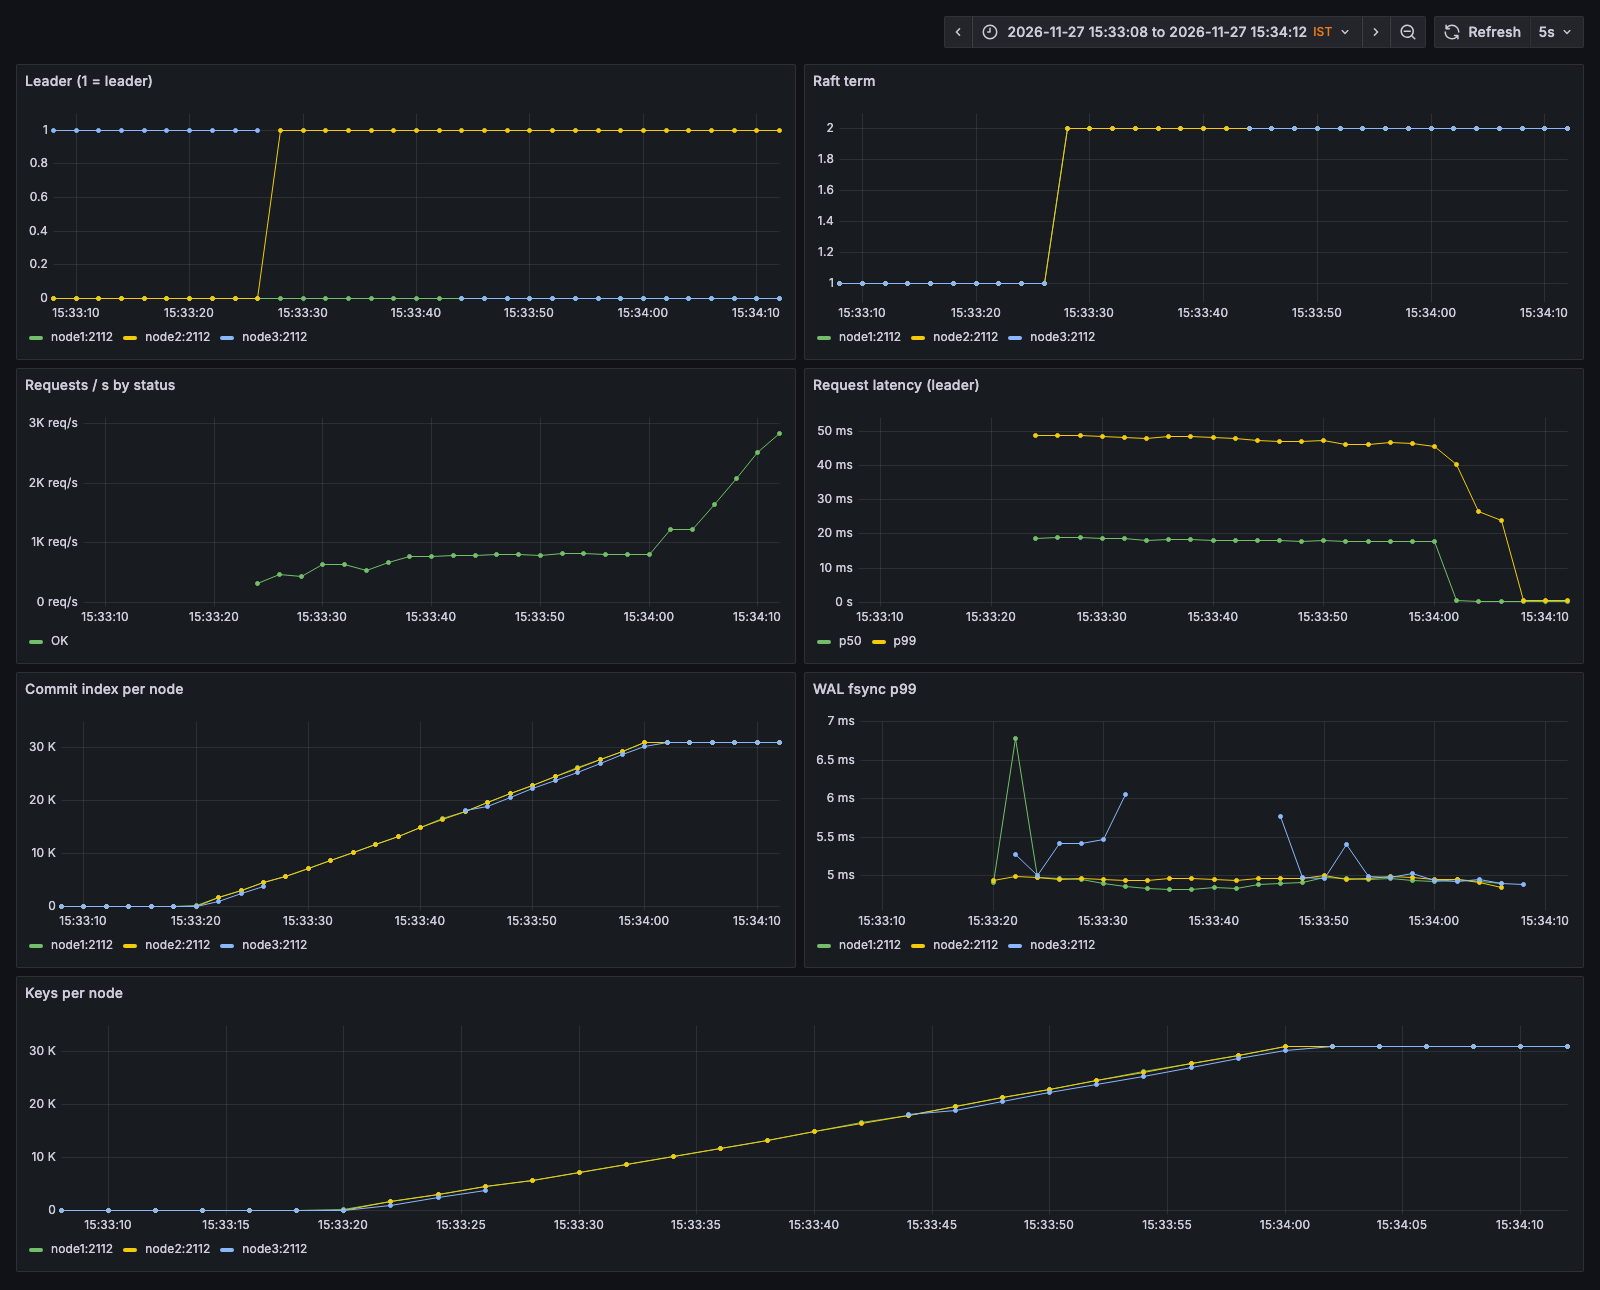 2026-11-27 15:33:08 to 2026-11-27 15:34:12 IST
Refresh
5s
Leader (1 = leader)
1
0.8
0.6
0.4
0.2
0
15:33:10 15:33:20 15:33:30 15:33:40 15:33:50 15:34:00 15:34:10
node1:2112 node2:2112 node3:2112
Raft term
2
1.8
1.6
1.4
1.2
1
15:33:10 15:33:20 15:33:30 15:33:40 15:33:50 15:34:00 15:34:10
node1:2112 node2:2112 node3:2112
Requests / s by status
3K req/s
2K req/s
1K req/s
0 req/s
15:33:10 15:33:20 15:33:30 15:33:40 15:33:50 15:34:00 15:34:10
OK
Request latency (leader)
50 ms
40 ms
30 ms
20 ms
10 ms
0 s
15:33:10 15:33:20 15:33:30 15:33:40 15:33:50 15:34:00 15:34:10
p50 p99
Commit index per node
30 K
20 K
10 K
0
15:33:10 15:33:20 15:33:30 15:33:40 15:33:50 15:34:00 15:34:10
node1:2112 node2:2112 node3:2112
WAL fsync p99
7 ms
6.5 ms
6 ms
5.5 ms
5 ms
15:33:10 15:33:20 15:33:30 15:33:40 15:33:50 15:34:00 15:34:10
node1:2112 node2:2112 node3:2112
Keys per node
30 K
20 K
10 K
0
15:33:10 15:33:15 15:33:20 15:33:25 15:33:30 15:33:35 15:33:40 15:33:45 15:33:50 15:33:55 15:34:00 15:34:05 15:34:10
node1:2112 node2:2112 node3:2112